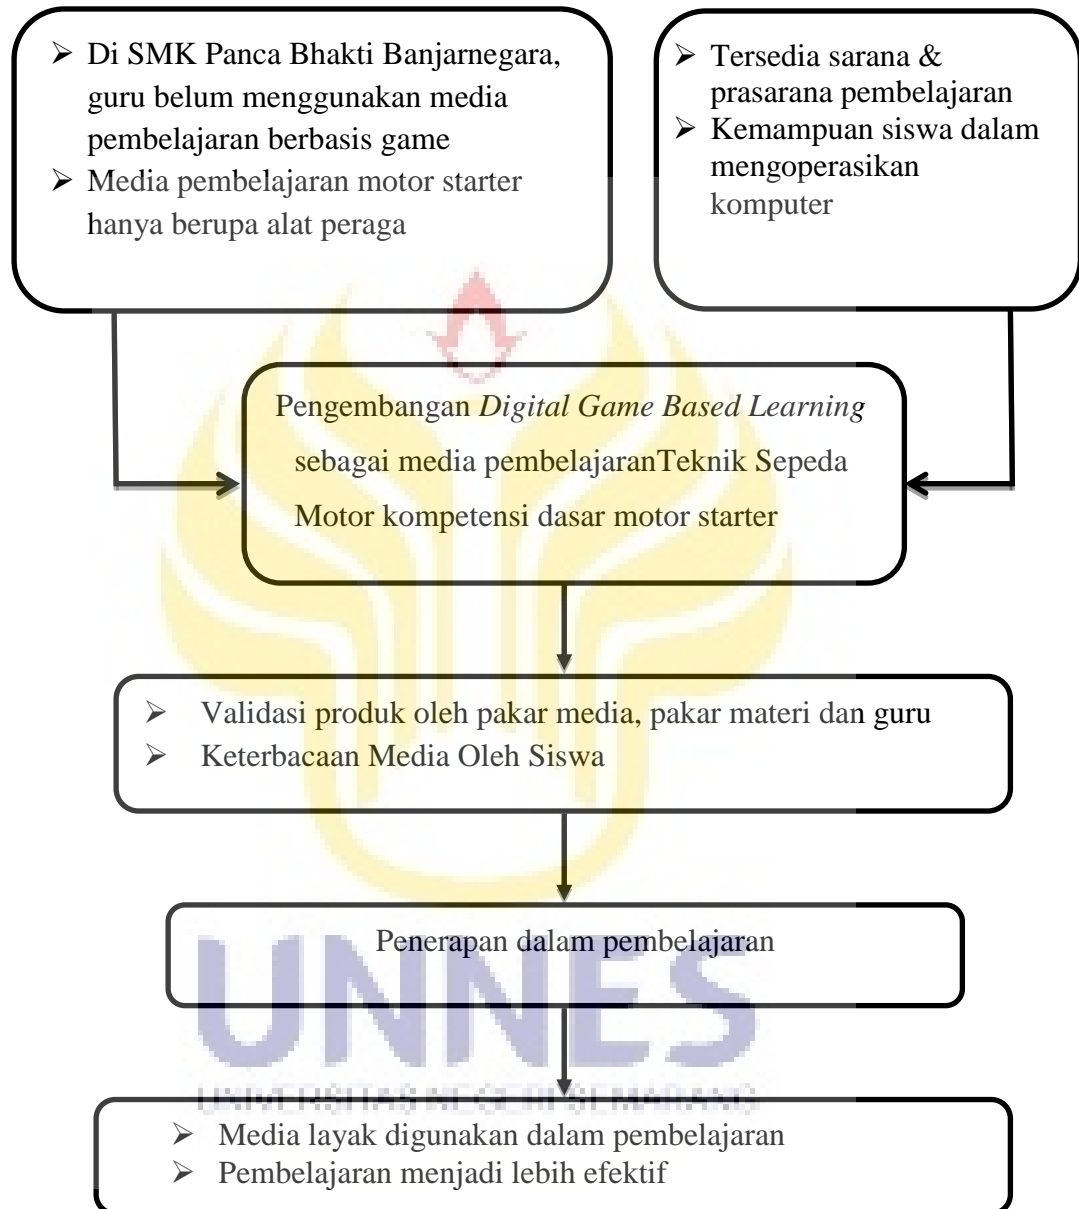 ➢ Di SMK Panca Bhakti Banjarnegara,
guru belum menggunakan media
pembelajaran berbasis game
➢ Media pembelajaran motor starter
hanya berupa alat peraga
➢ Tersedia sarana &
prasarana pembelajaran
➢ Kemampuan siswa dalam
mengoperasikan
komputer
Pengembangan Digital Game Based Learning
sebagai media pembelajaranTeknik Sepeda
Motor kompetensi dasar motor starter
➢ Validasi produk oleh pakar media, pakar materi dan guru
➢ Keterbacaan Media Oleh Siswa
Penerapan dalam pembelajaran
UNNES
UNIVERSITAS NEGERI SEMARANG
➢ Media layak digunakan dalam pembelajaran
➢ Pembelajaran menjadi lebih efektif